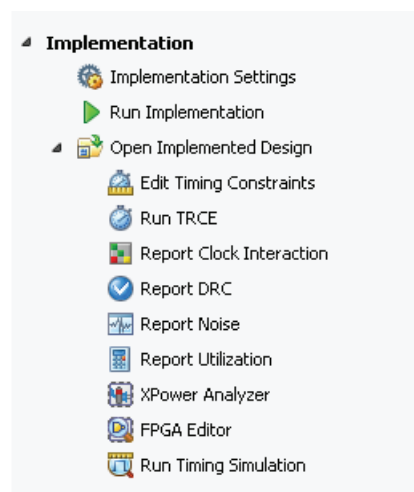 Implementation
Implementation Settings
Run Implementation
Open Implemented Design
Edit Timing Constraints
Run TRCE
Report Clock Interaction
Report DRC
Report Noise
Report Utilization
XPower Analyzer
FPGA Editor
Run Timing Simulation